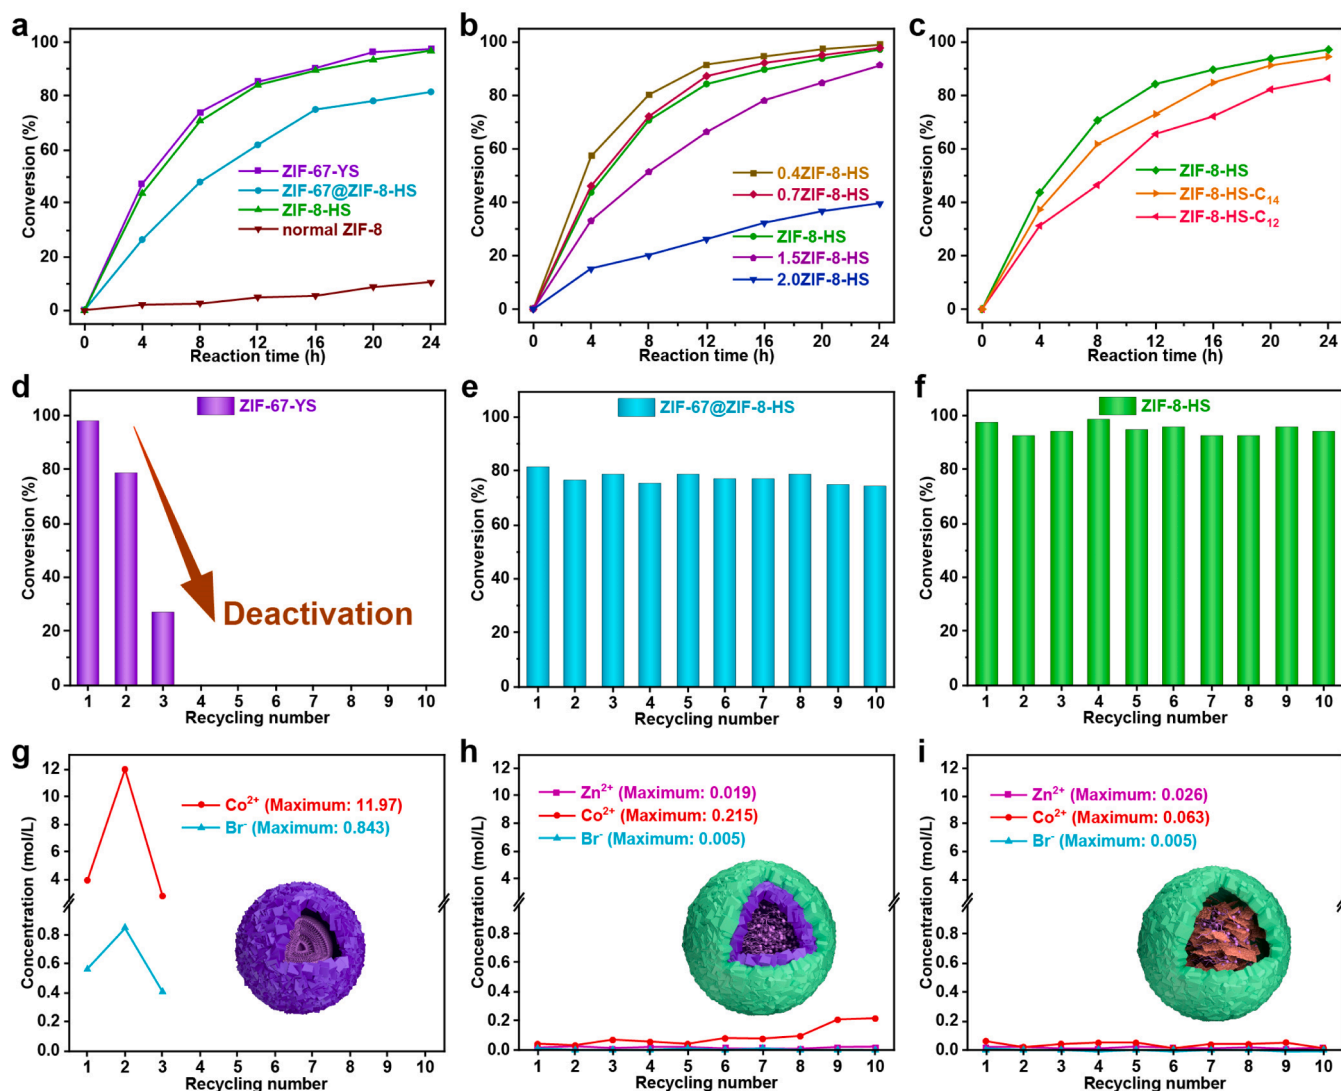 a
Conversion (%)
100
80
60
40
20
0
ZIF-67-YS
ZIF-67@ZIF-8-HS
ZIF-8-HS
normal ZIF-8
0 4 8 12 16 20 24
Reaction time (h)
b
Conversion (%)
100
80
60
40
20
0
0.4ZIF-8-HS
0.7ZIF-8-HS
ZIF-8-HS
1.5ZIF-8-HS
2.0ZIF-8-HS
0 4 8 12 16 20 24
Reaction time (h)
c
Conversion (%)
100
80
60
40
20
0
ZIF-8-HS
ZIF-8-HS-C₁₄
ZIF-8-HS-C₁₂
0 4 8 12 16 20 24
Reaction time (h)
d
Conversion (%)
100
80
60
40
20
0
ZIF-67-YS
Deactivation
1 2 3 4 5 6 7 8 9 10
Recycling number
e
Conversion (%)
100
80
60
40
20
0
ZIF-67@ZIF-8-HS
1 2 3 4 5 6 7 8 9 10
Recycling number
f
Conversion (%)
100
80
60
40
20
0
ZIF-8-HS
1 2 3 4 5 6 7 8 9 10
Recycling number
g
Concentration (mol/L)
12
10
8
6
4
0.8
0.6
0.4
0.2
0.0
Co²⁺ (Maximum: 11.97)
Br⁻ (Maximum: 0.843)
1 2 3 4 5 6 7 8 9 10
Recycling number
h
Concentration (mol/L)
12
10
8
6
4
0.8
0.6
0.4
0.2
0.0
Zn²⁺ (Maximum: 0.019)
Co²⁺ (Maximum: 0.215)
Br⁻ (Maximum: 0.005)
1 2 3 4 5 6 7 8 9 10
Recycling number
i
Concentration (mol/L)
12
10
8
6
4
0.8
0.6
0.4
0.2
0.0
Zn²⁺ (Maximum: 0.026)
Co²⁺ (Maximum: 0.063)
Br⁻ (Maximum: 0.005)
1 2 3 4 5 6 7 8 9 10
Recycling number